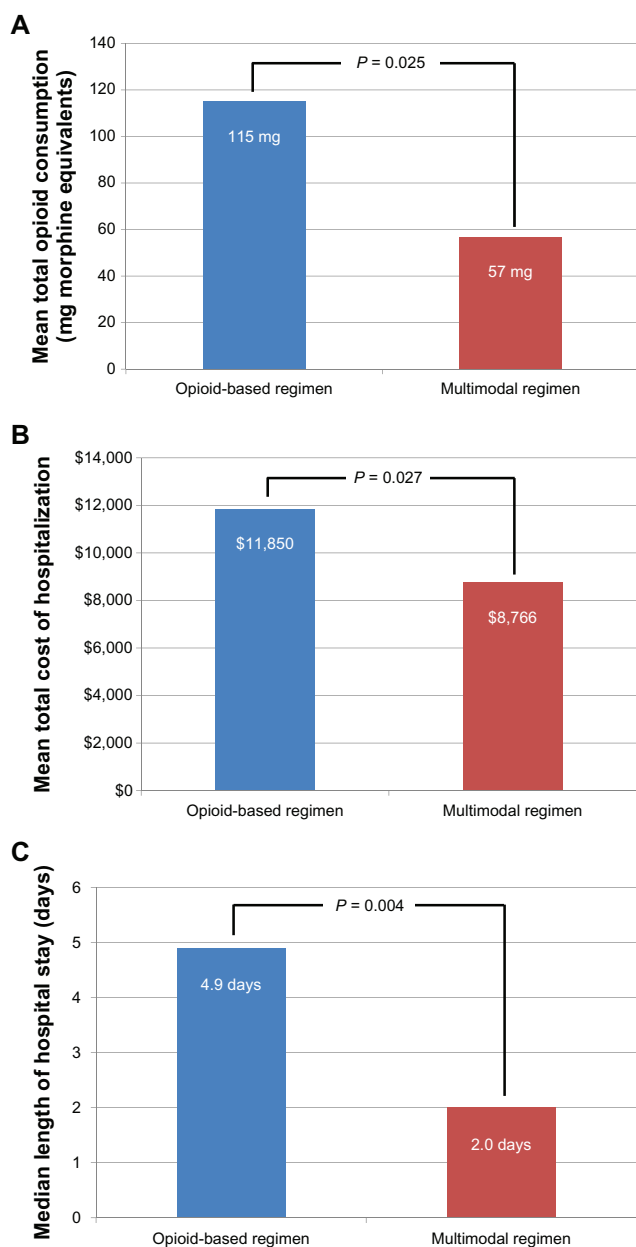 A
Mean total opioid consumption
(mg morphine equivalents)
140
120
100
80
60
40
20
0
P = 0.025
115 mg
57 mg
Opioid-based regimen
Multimodal regimen
B
Mean total cost of hospitalization
$14,000
$12,000
$10,000
$8,000
$6,000
$4,000
$2,000
$0
P = 0.027
$11,850
$8,766
Opioid-based regimen
Multimodal regimen
C
Median length of hospital stay (days)
6
5
4
3
2
1
0
P = 0.004
4.9 days
2.0 days
Opioid-based regimen
Multimodal regimen